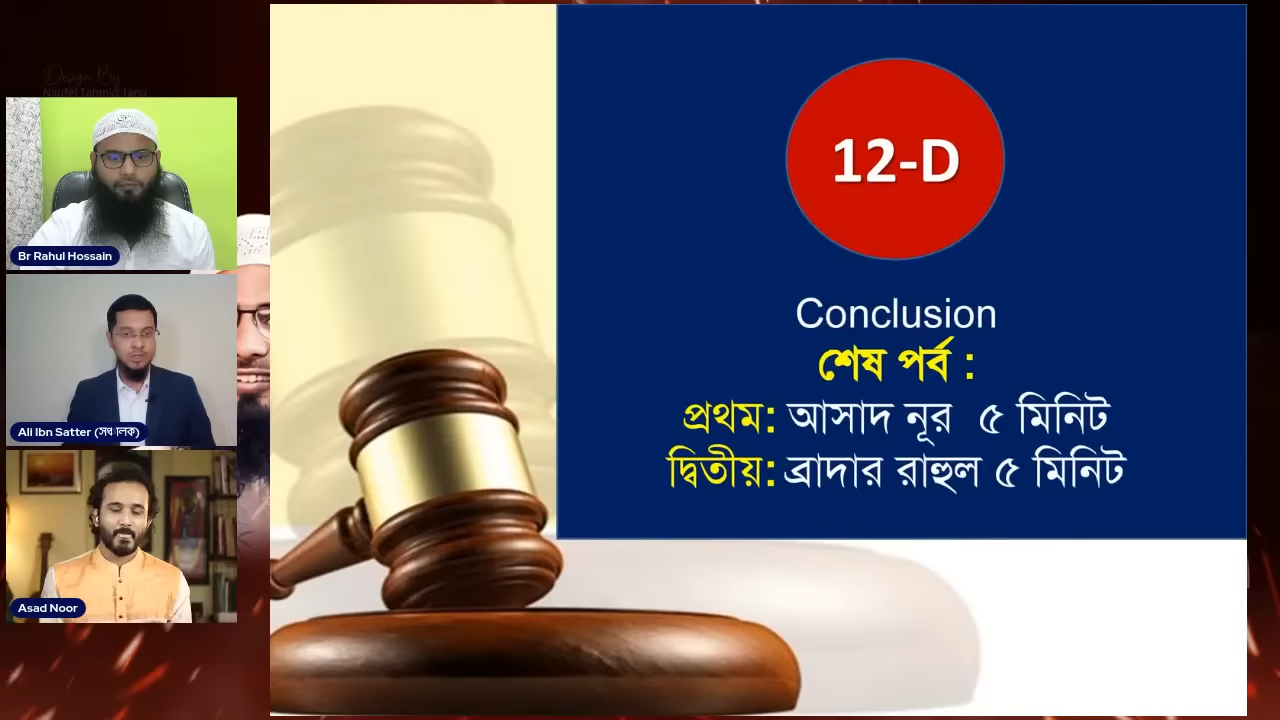 Design By
Naufel Tahmid Tanu
Br Rahul Hossain
Ali Ibn Satter (সঞ্চালক)
Asad Noor
12-D
Conclusion
শেষ পর্ব :
প্রথম: আসাদ নূর ৫ মিনিট
দ্বিতীয়: ব্রাদার রাহুল ৫ মিনিট